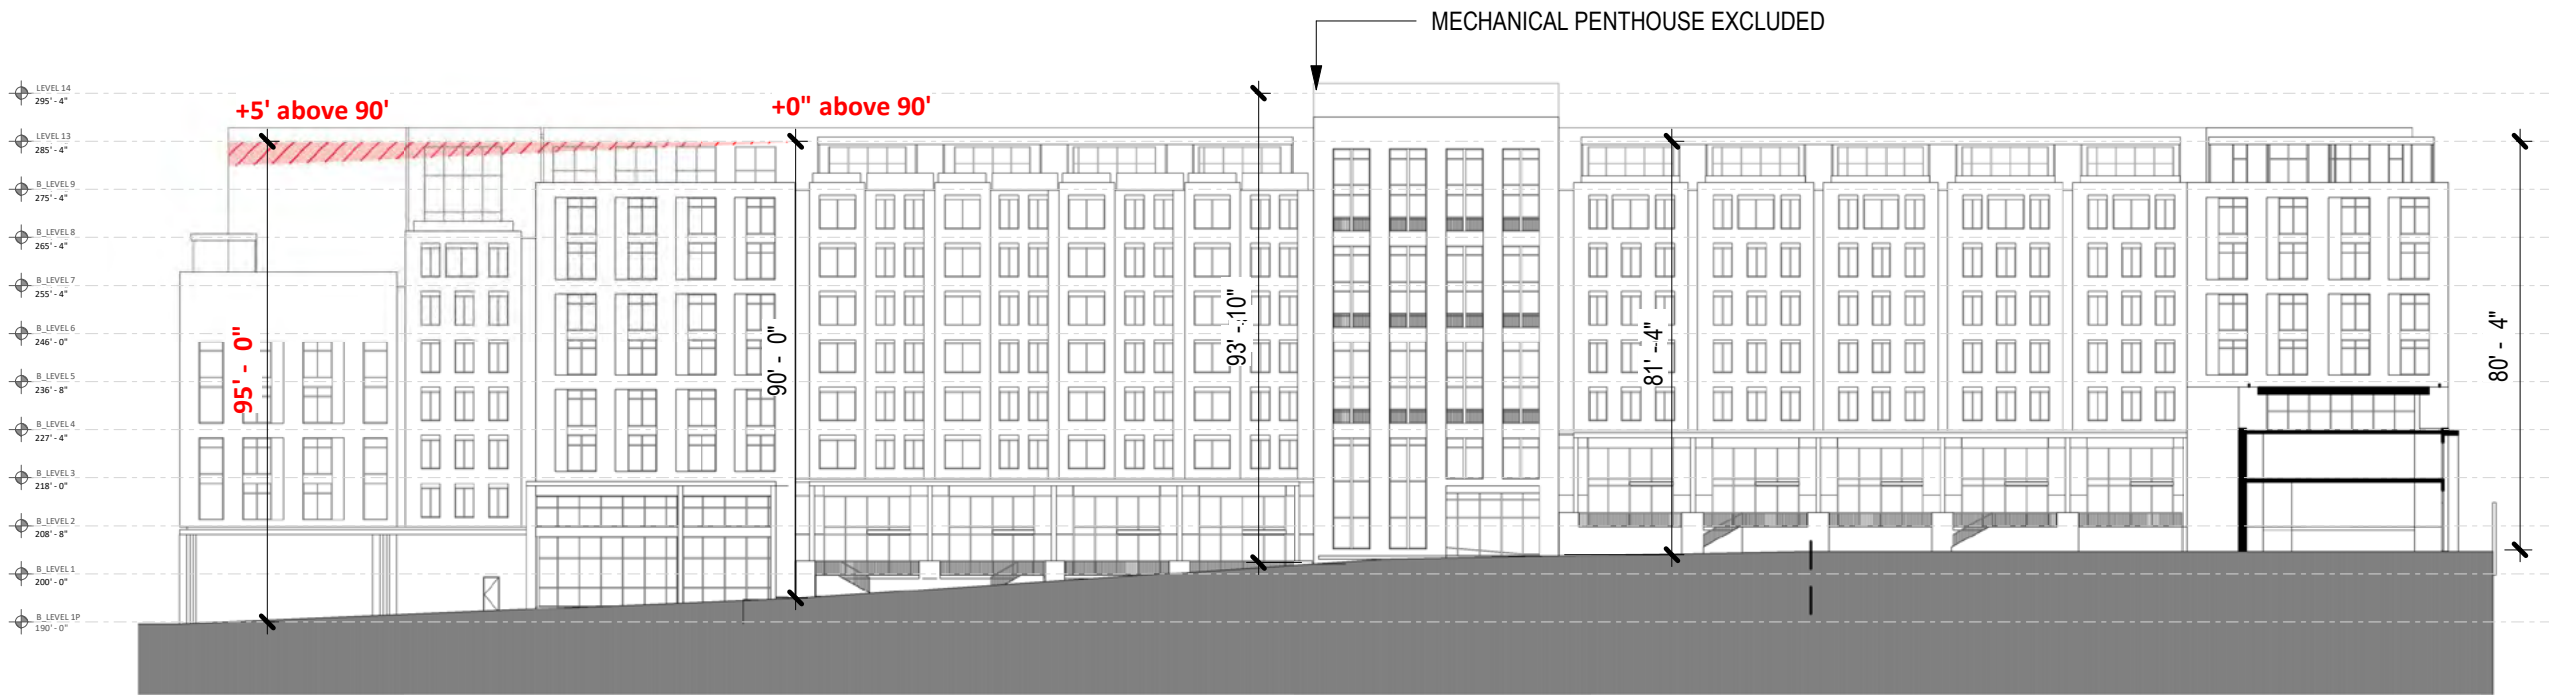 MECHANICAL PENTHOUSE EXCLUDED
+5' above 90'
+0" above 90'
LEVEL 14
295' - 4"
LEVEL 13
285' - 4"
B_LEVEL 9
275' - 4"
B_LEVEL 8
265' - 4"
B_LEVEL 7
255' - 4"
B_LEVEL 6
246' - 0"
B_LEVEL 5
236' - 8"
B_LEVEL 4
227' - 4"
B_LEVEL 3
218' - 0"
B_LEVEL 2
208' - 8"
B_LEVEL 1
200' - 0"
B_LEVEL 1P
190' - 0"
95' - 0"
90' - 0"
93' - 10"
81' - 4"
80' - 4"